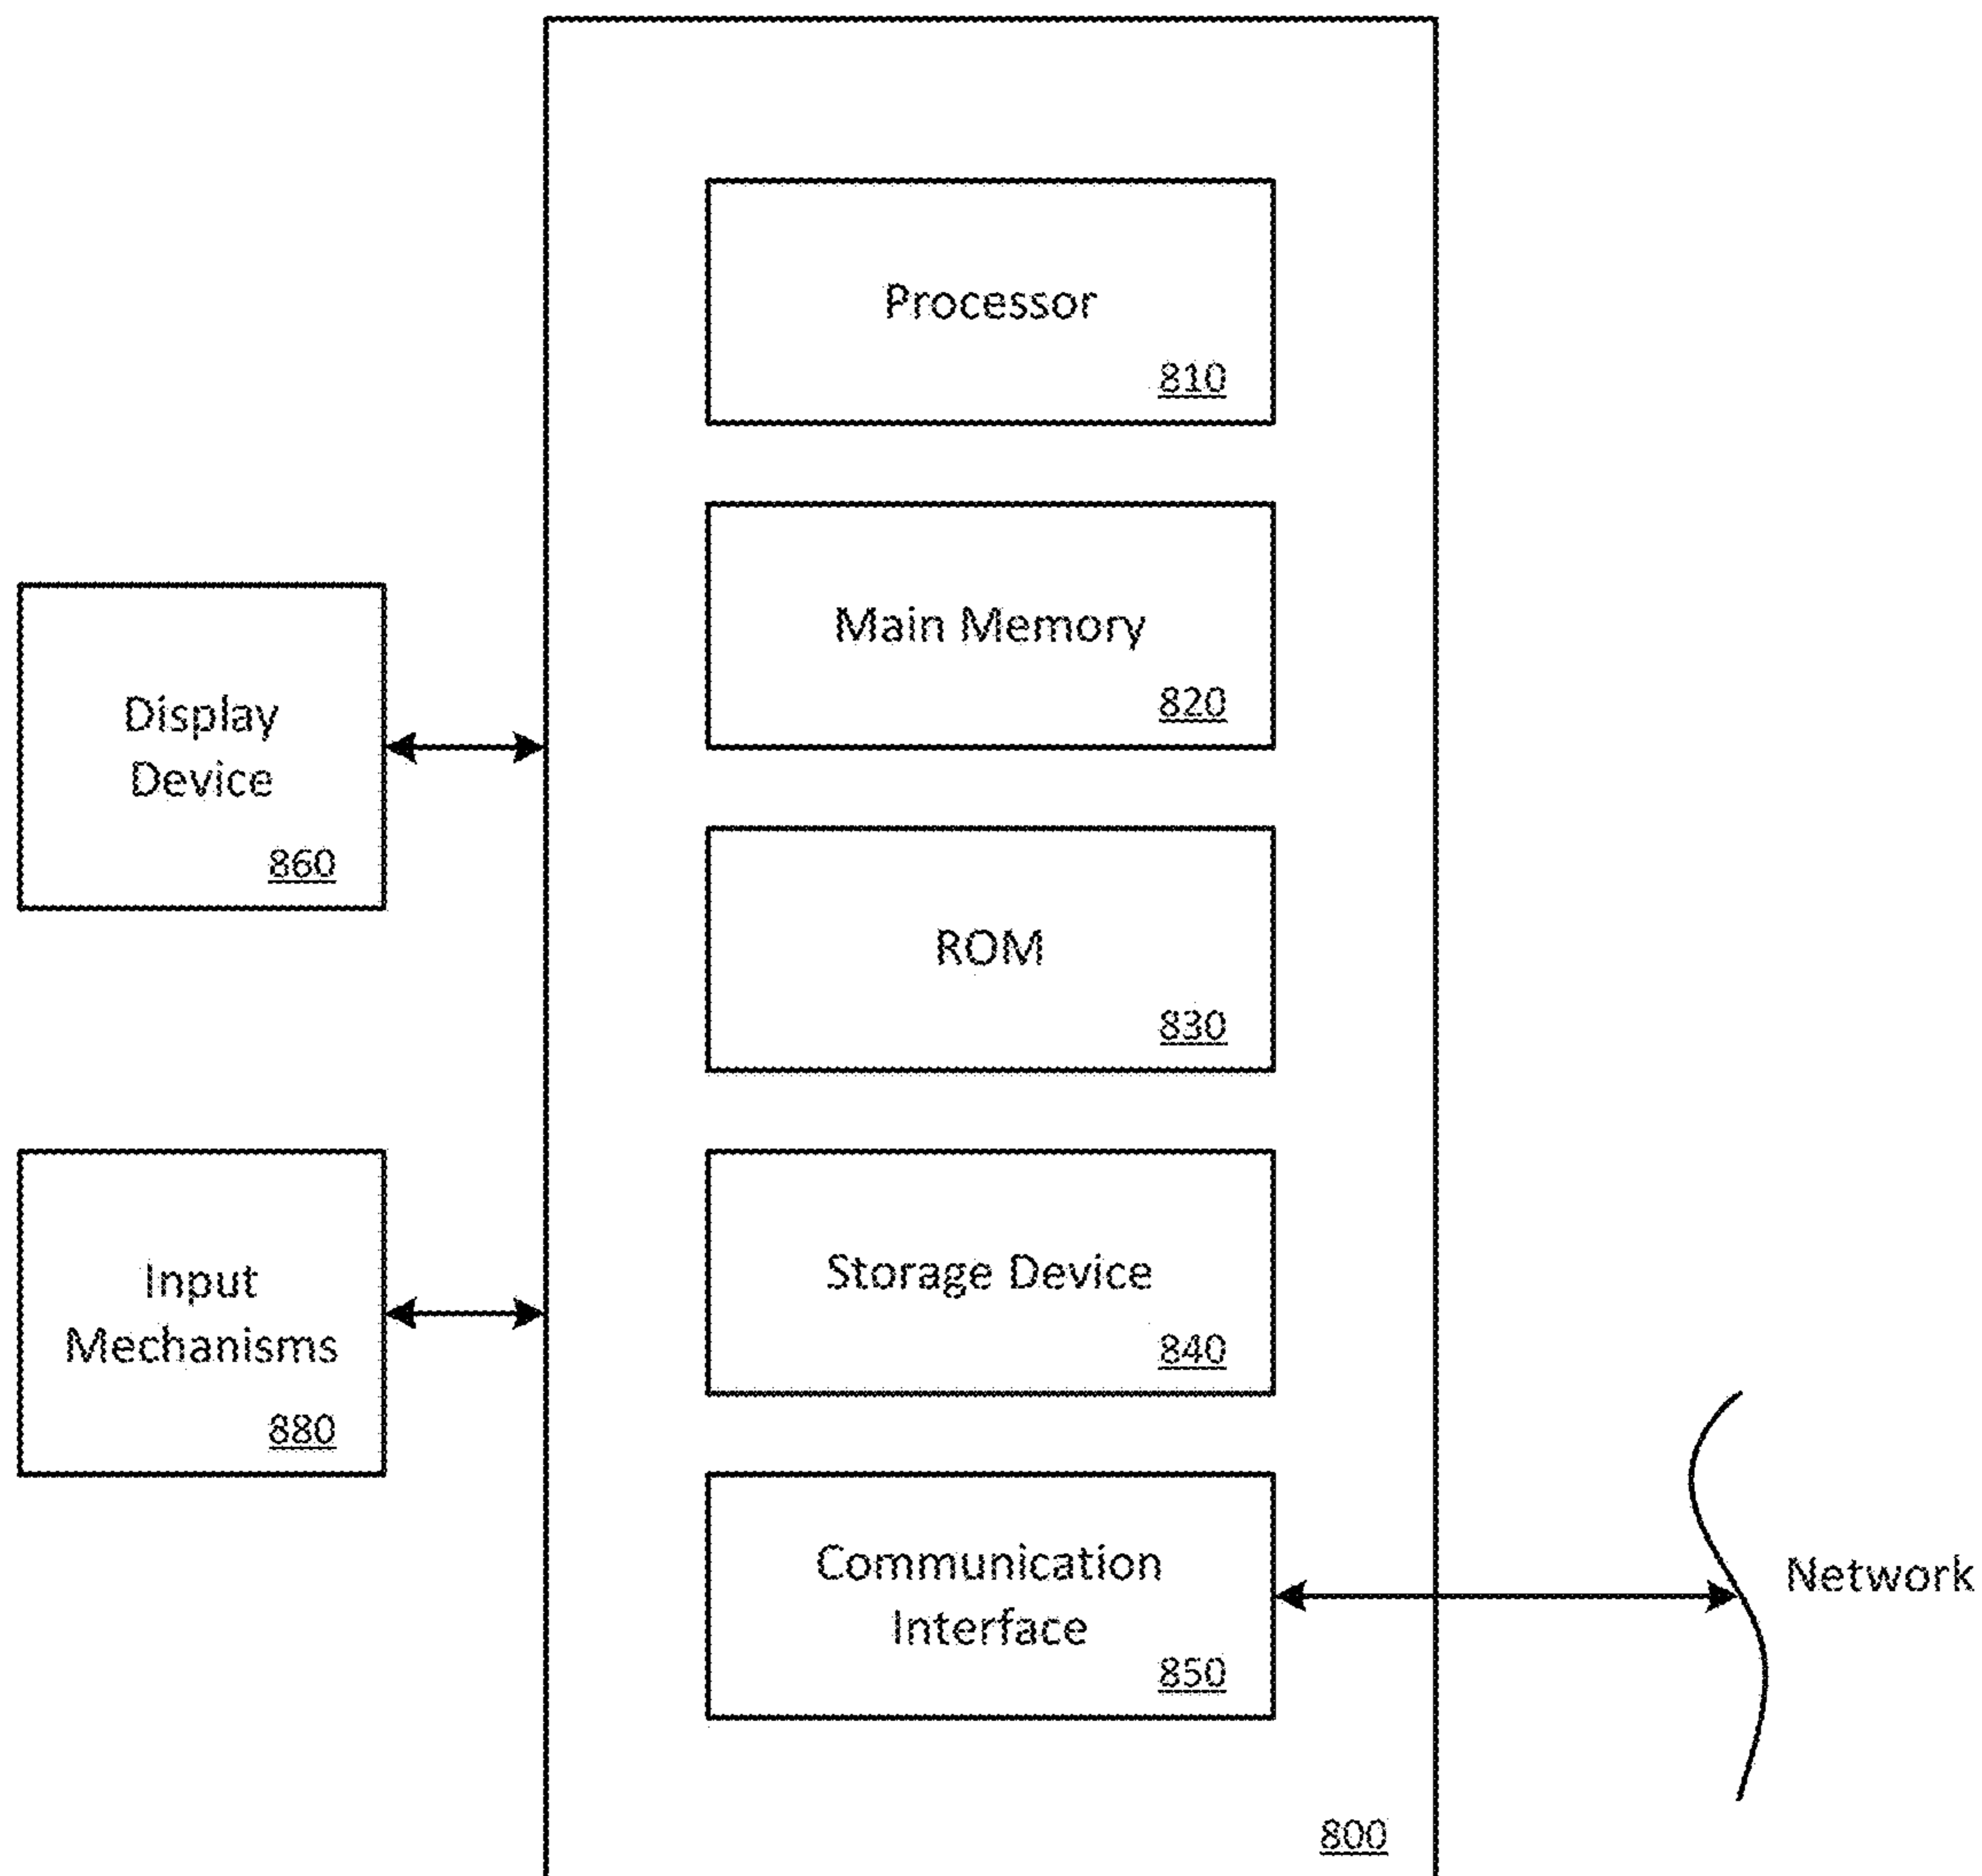 Processor
810
Main Memory
820
Display
Device
860
ROM
830
Input
Mechanisms
880
Storage Device
840
Communication
Interface
850
Network
800